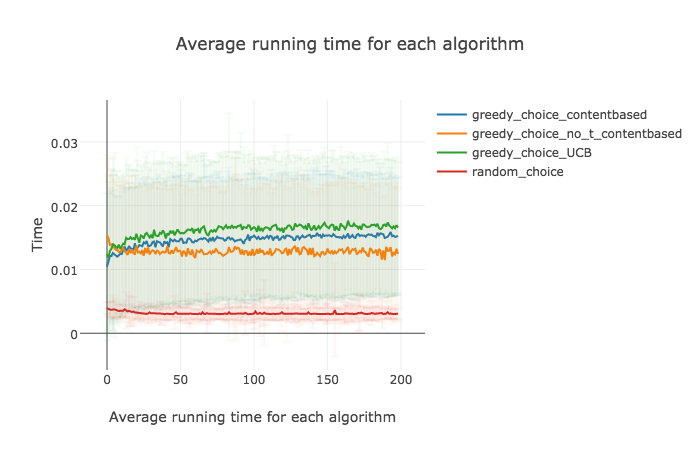 Average running time for each algorithm
greedy_choice_contentbased
greedy_choice_no_t_contentbased
greedy_choice_UCB
random_choice
0.03
0.02
0.01
0
Time
0 50 100 150 200
Average running time for each algorithm